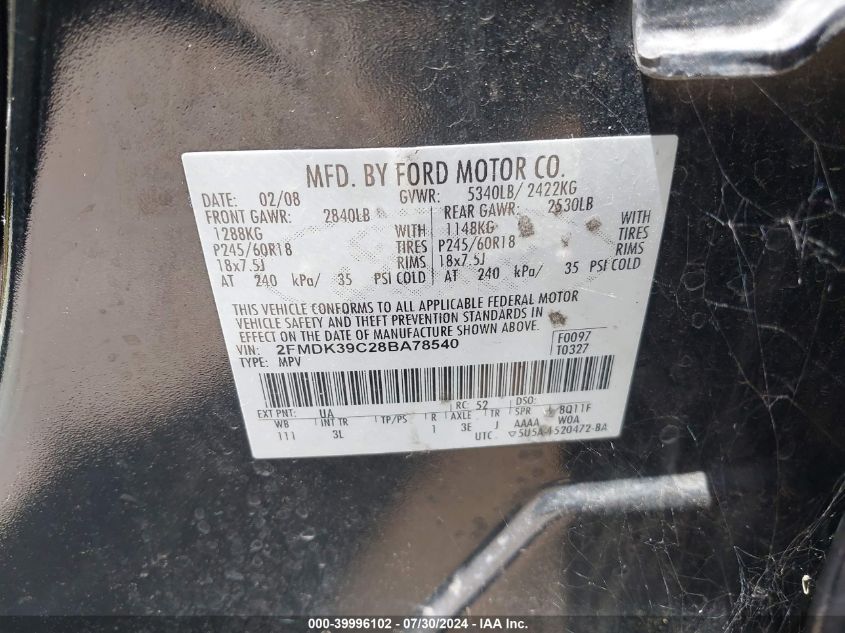 MFD. BY FORD MOTOR CO.
DATE: 02/08 GVWR: 5340LB/ 2422KG
FRONT GAWR: 2840LB REAR GAWR: 2530LB
1288KG WITH 1148KG WITH
P245/60R18 TIRES P245/60R18 TIRES
18x7.5J RIMS 18x7.5J RIMS
AT 240 kPa/ 35 PSI COLD AT 240 kPa/ 35 PSI COLD
THIS VEHICLE CONFORMS TO ALL APPLICABLE FEDERAL MOTOR
VEHICLE SAFETY AND THEFT PREVENTION STANDARDS IN
EFFECT ON THE DATE OF MANUFACTURE SHOWN ABOVE.
VIN: 2FMDK39C28BA78540 F0097
TYPE: MPV T0327
EXT PNT: UA RC: 52 DSO:
WB INT TR TP/PS R AXLE TR SPR 8Q11F
111 3L 1 3E J AAAA W0A
UTC 5U5A-1520472-BA
000-39996102 / 07/30/2024 - IAA Inc.